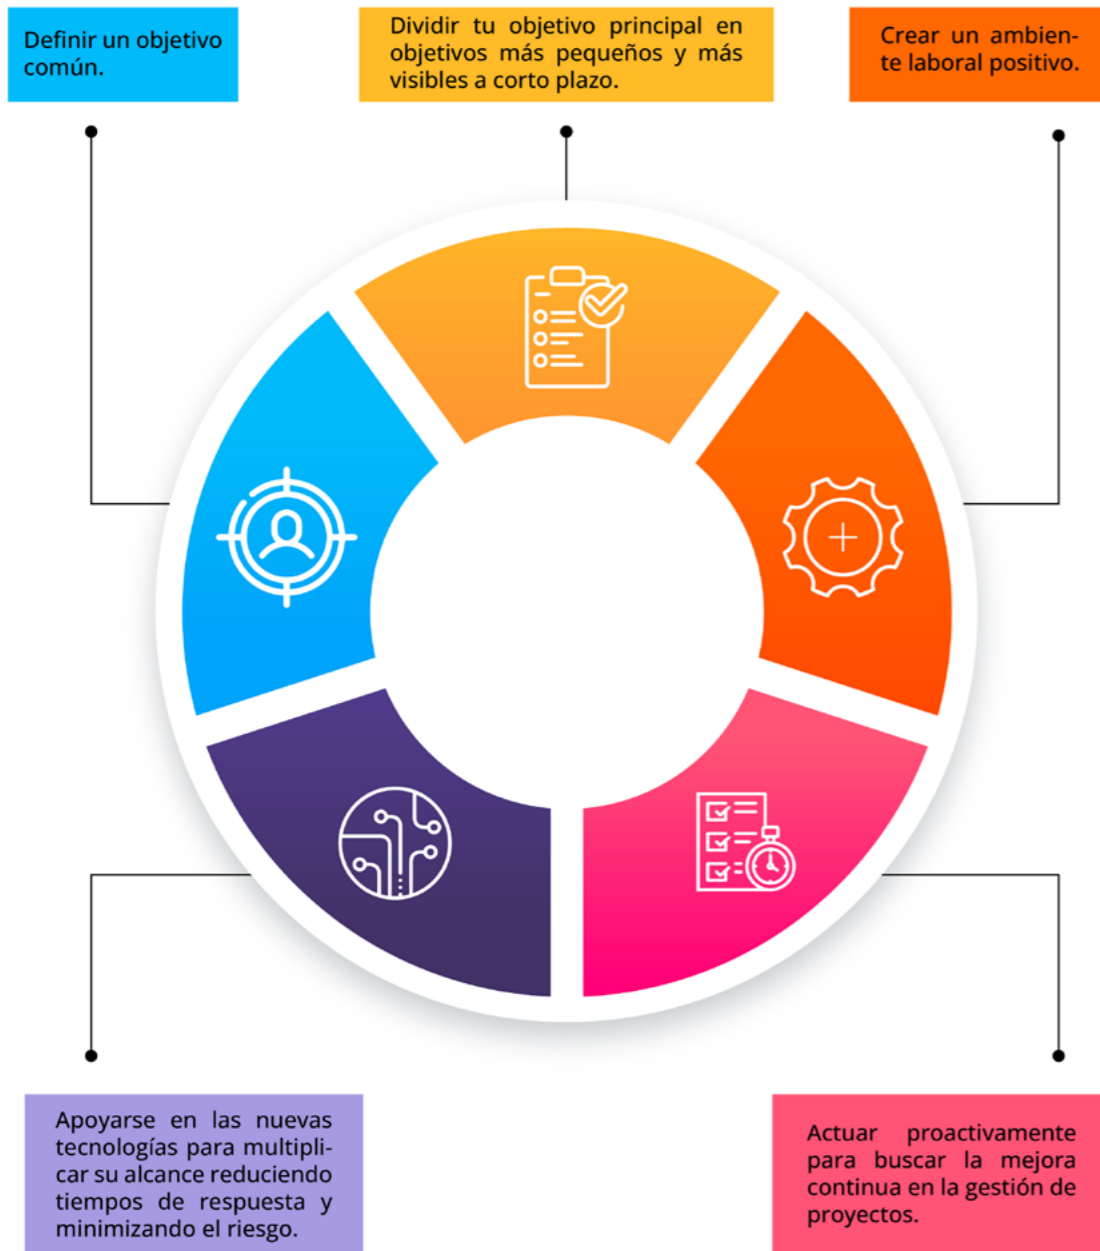 Definir un objetivo
común.
Dividir tu objetivo principal en
objetivos más pequeños y más
visibles a corto plazo.
Crear un ambien-
te laboral positivo.
Apoyarse en las nuevas
tecnologías para multipli-
car su alcance reduciendo
tiempos de respuesta y
minimizando el riesgo.
Actuar proactivamente
para buscar la mejora
continua en la gestión de
proyectos.